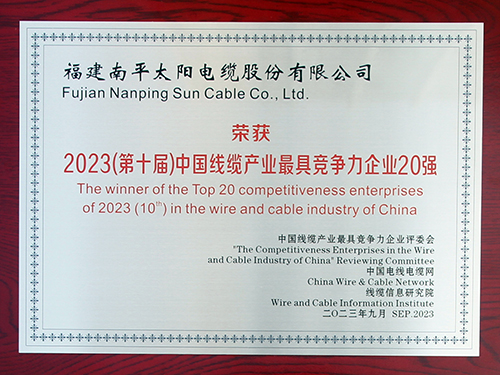 福建南平太阳电缆股份有限公司
Fujian Nanping Sun Cable Co., Ltd.
荣获
2023(第十届)中国线缆产业最具竞争力企业20强
The winner of the Top 20 competitiveness enterprises
of 2023 (10th) in the wire and cable industry of China
中国线缆产业最具竞争力企业评委会
"The Competitiveness Enterprises in the Wire
and Cable Industry of China" Reviewing Committee
中国电线电缆网
China Wire & Cable Network
线缆信息研究院
Wire and Cable Information Institute
二〇二三年九月 SEP.2023